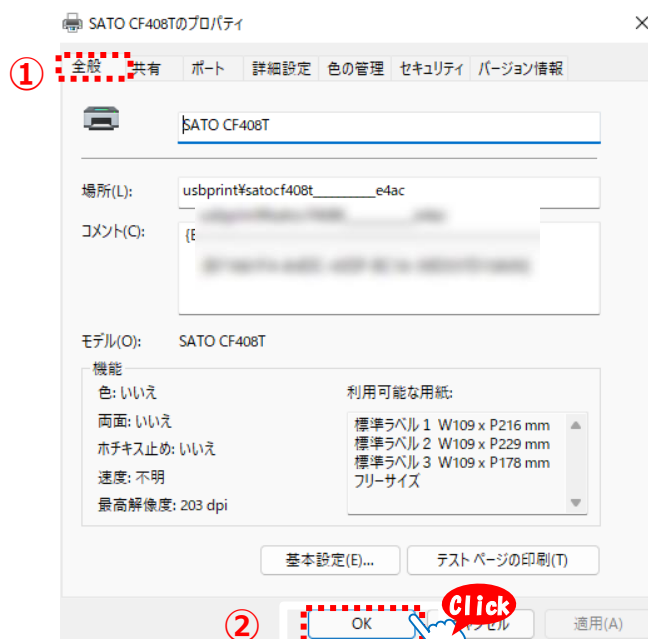 SATO CF408Tのプロパティ
①
全般 共有 ポート 詳細設定 色の管理 セキュリティ バージョン情報
SATO CF408T
場所(L): usbprint¥satocf408t________e4ac
コメント(C):
モデル(O): SATO CF408T
機能
色: いいえ
両面: いいえ
ホチキス止め: いいえ
速度: 不明
最高解像度: 203 dpi
利用可能な用紙:
標準ラベル 1 W109 x P216 mm
標準ラベル 2 W109 x P229 mm
標準ラベル 3 W109 x P178 mm
フリーサイズ
基本設定(E)... テスト ページの印刷(T)
Click
② OK キャンセル 適用(A)